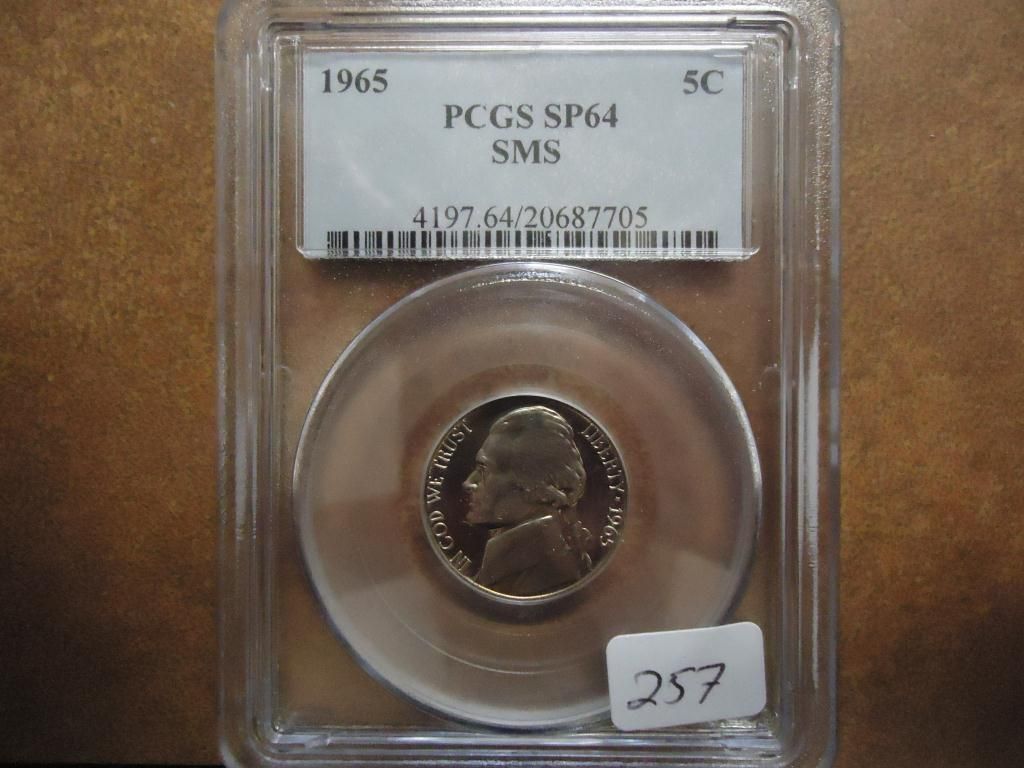 1965 5C
PCGS SP64
SMS
4197.64/20687705
IN GOD WE TRUST
LIBERTY · 1965
257